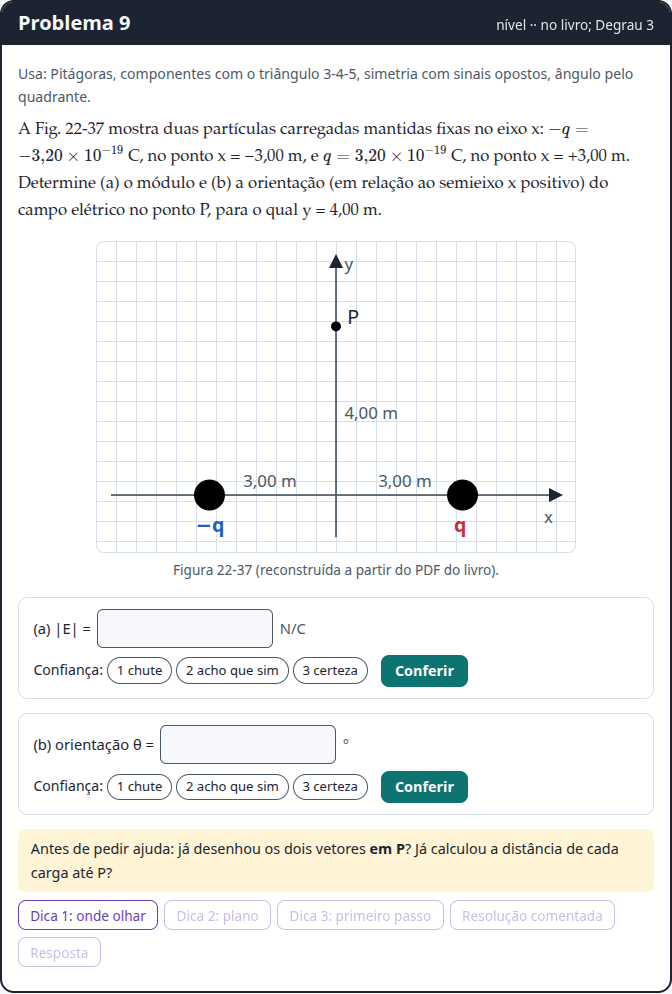 Problema 9
nível ·· no livro; Degrau 3
Usa: Pitágoras, componentes com o triângulo 3-4-5, simetria com sinais opostos, ângulo pelo
quadrante.
A Fig. 22-37 mostra duas partículas carregadas mantidas fixas no eixo x: −q =
−3,20 × 10⁻¹⁹ C, no ponto x = −3,00 m, e q = 3,20 × 10⁻¹⁹ C, no ponto x = +3,00 m.
Determine (a) o módulo e (b) a orientação (em relação ao semieixo x positivo) do
campo elétrico no ponto P, para o qual y = 4,00 m.
y
P
4,00 m
3,00 m 3,00 m
−q q x
Figura 22-37 (reconstruída a partir do PDF do livro).
(a) |E| = N/C
Confiança: 1 chute 2 acho que sim 3 certeza Conferir
(b) orientação θ = °
Confiança: 1 chute 2 acho que sim 3 certeza Conferir
Antes de pedir ajuda: já desenhou os dois vetores em P? Já calculou a distância de cada
carga até P?
Dica 1: onde olhar Dica 2: plano Dica 3: primeiro passo Resolução comentada
Resposta